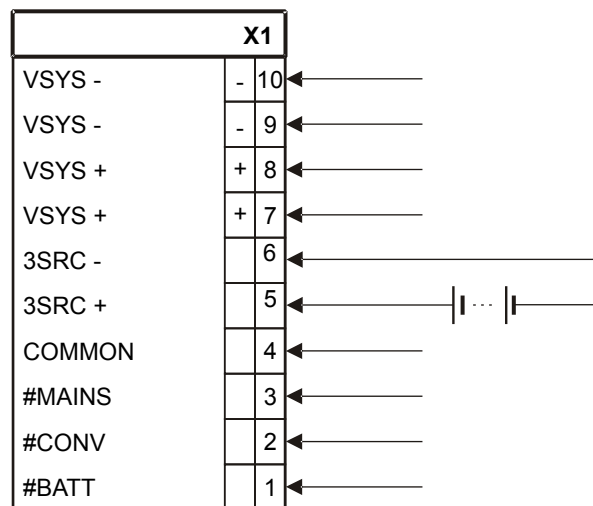 X1
VSYS - - 10
VSYS - - 9
VSYS + + 8
VSYS + + 7
3SRC - 6
3SRC + 5
COMMON 4
#MAINS 3
#CONV 2
#BATT 1